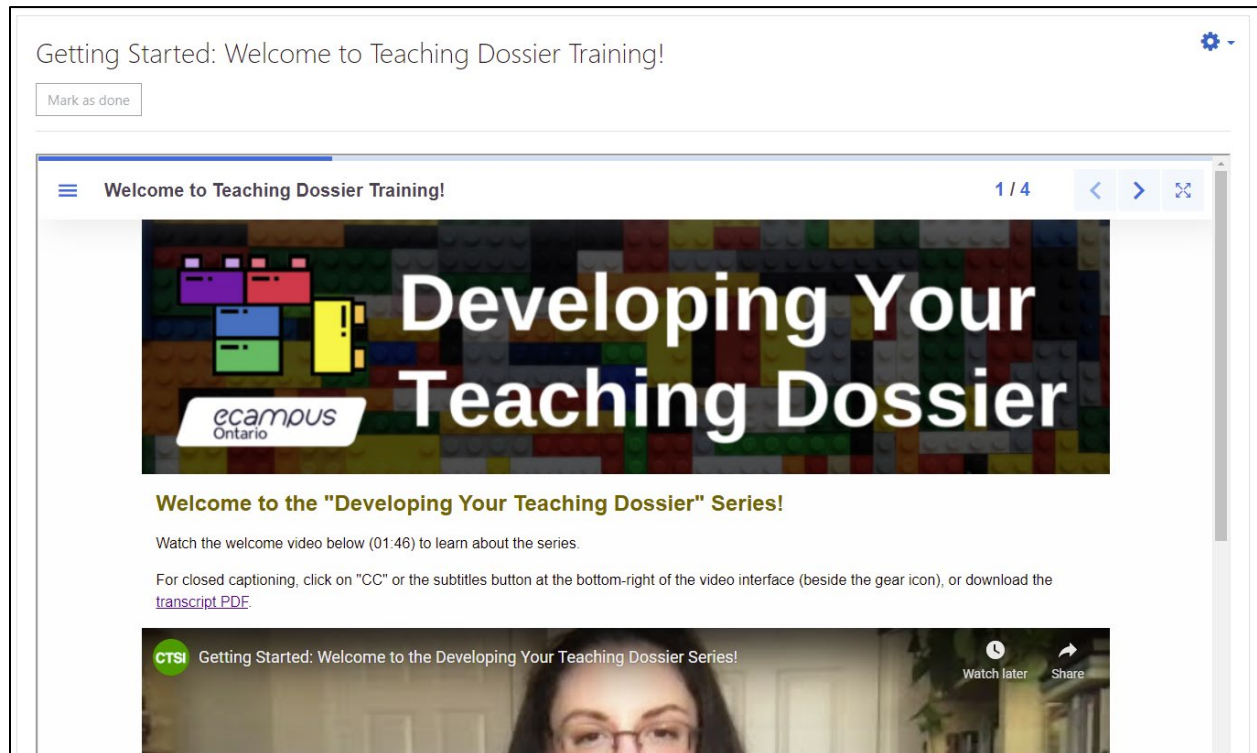 Getting Started: Welcome to Teaching Dossier Training!
Mark as done
Welcome to Teaching Dossier Training!
1 / 4
Developing Your
Teaching Dossier
ecampus
Ontario
Welcome to the "Developing Your Teaching Dossier" Series!
Watch the welcome video below (01:46) to learn about the series.
For closed captioning, click on "CC" or the subtitles button at the bottom-right of the video interface (beside the gear icon), or download the
transcript PDF.
CTSI Getting Started: Welcome to the Developing Your Teaching Dossier Series!
Watch later
Share